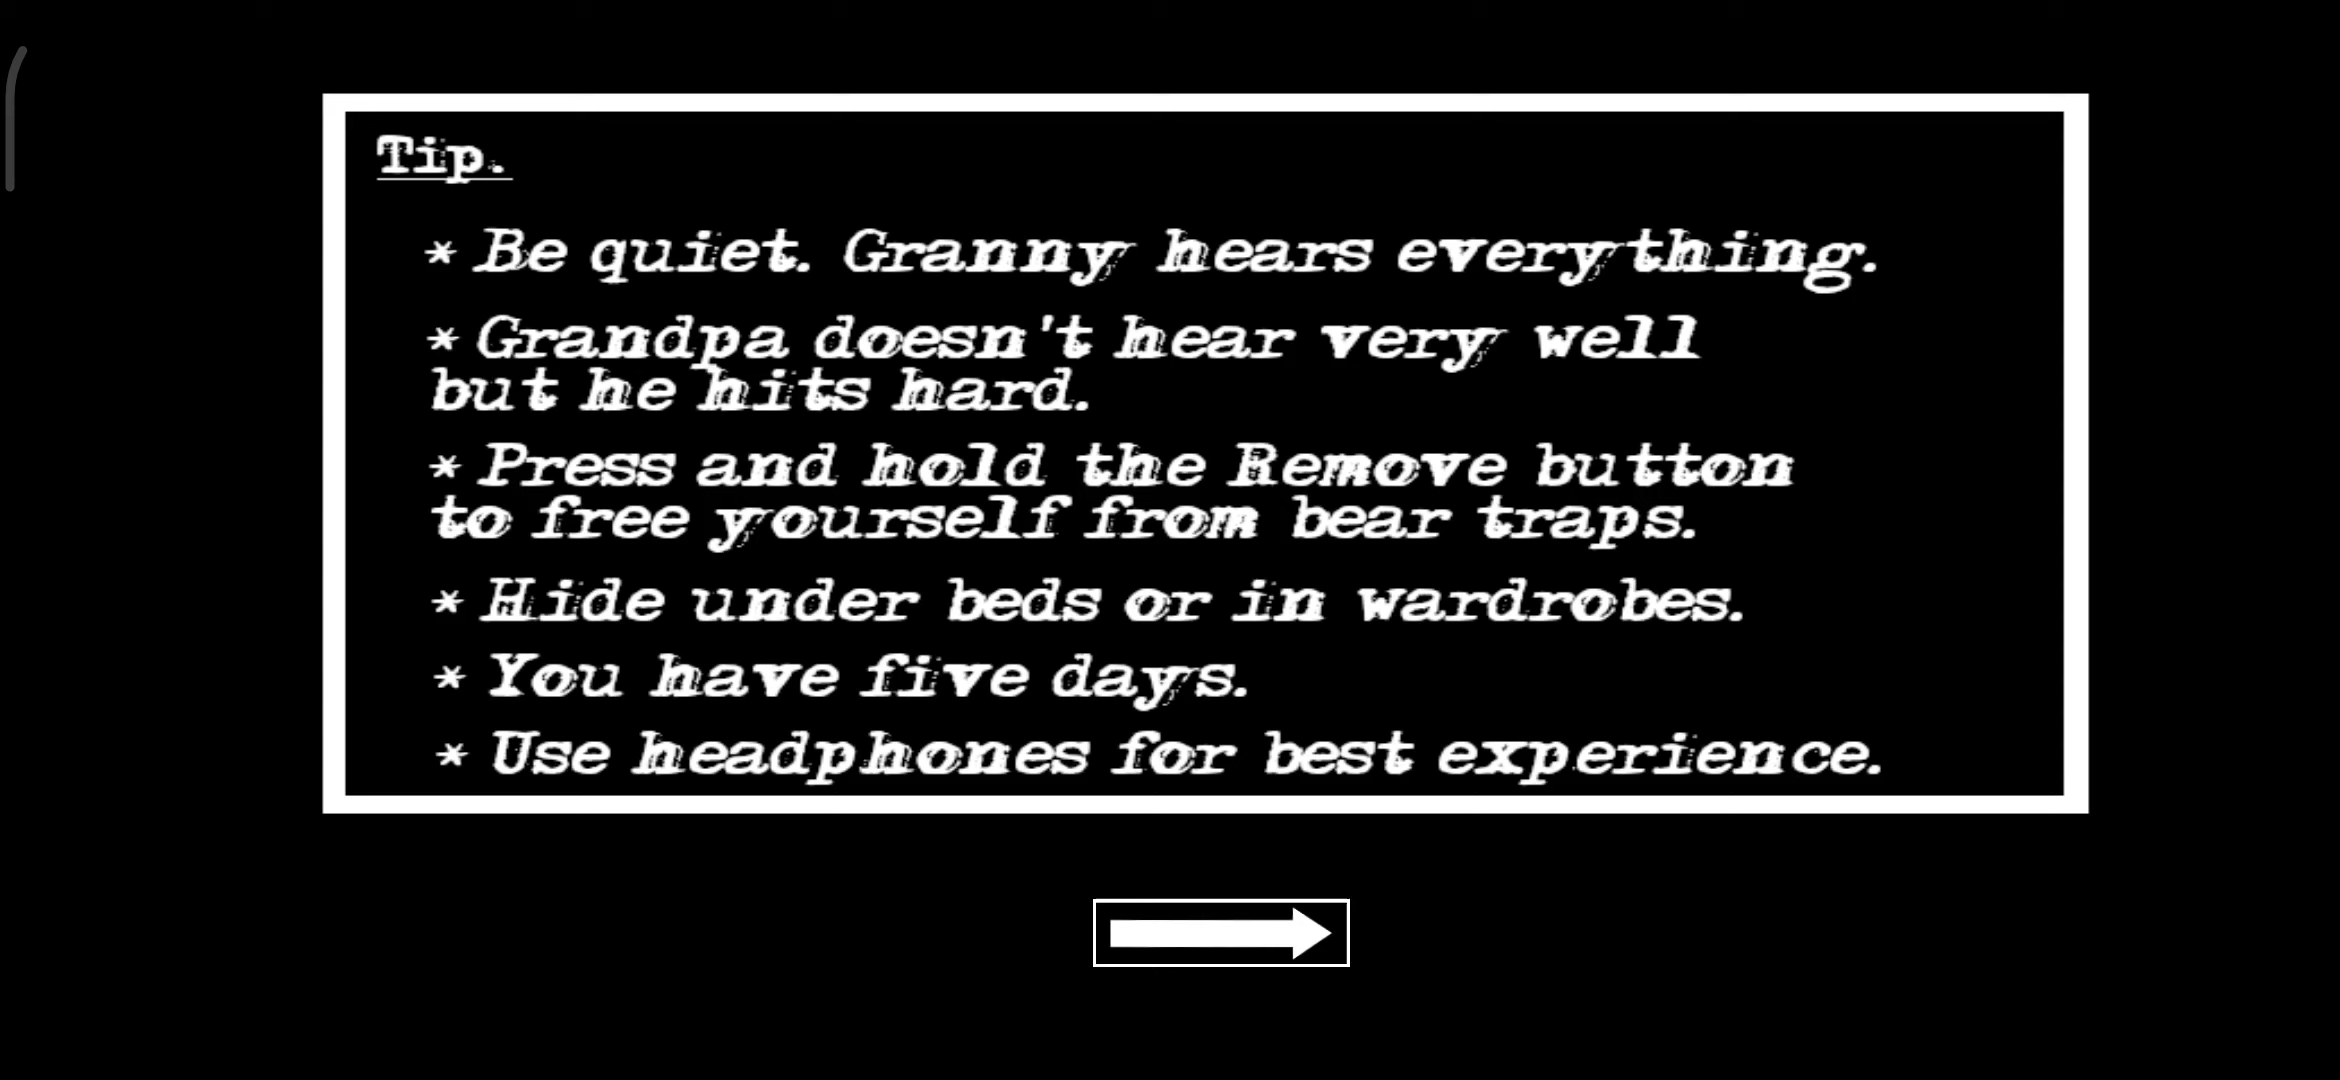 Tip.
* Be quiet. Granny hears everything.
* Grandpa doesn't hear very well
but he hits hard.
* Press and hold the Remove button
to free yourself from bear traps.
* Hide under beds or in wardrobes.
* You have five days.
* Use headphones for best experience.